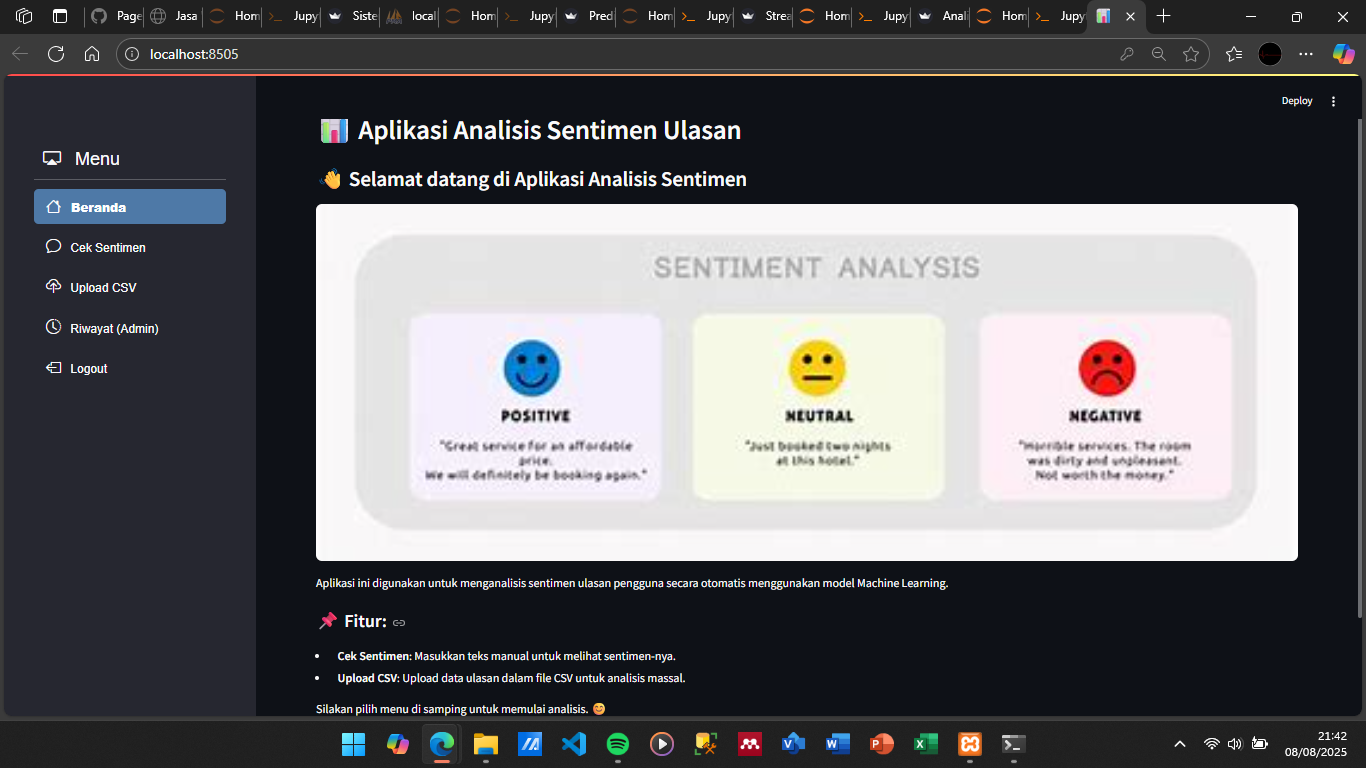 Page
Jasa
Hom
Jupy
Siste
local
Hom
Jupy
Pred
Hom
Jupy
Strea
Hom
Jupy
Anal
Hom
Jupy
localhost:8505
Deploy
Menu
Beranda
Cek Sentimen
Upload CSV
Riwayat (Admin)
Logout
Aplikasi Analisis Sentimen Ulasan
Selamat datang di Aplikasi Analisis Sentimen
SENTIMENT ANALYSIS
POSITIVE
"Great service for an affordable
price.
We will definitely be booking again."
NEUTRAL
"Just booked two nights
at this hotel."
NEGATIVE
"Horrible services. The room
was dirty and unpleasant.
Not worth the money."
Aplikasi ini digunakan untuk menganalisis sentimen ulasan pengguna secara otomatis menggunakan model Machine Learning.
Fitur:
• Cek Sentimen: Masukkan teks manual untuk melihat sentimen-nya.
• Upload CSV: Upload data ulasan dalam file CSV untuk analisis massal.
Silakan pilih menu di samping untuk memulai analisis. 😊
21:42
08/08/2025